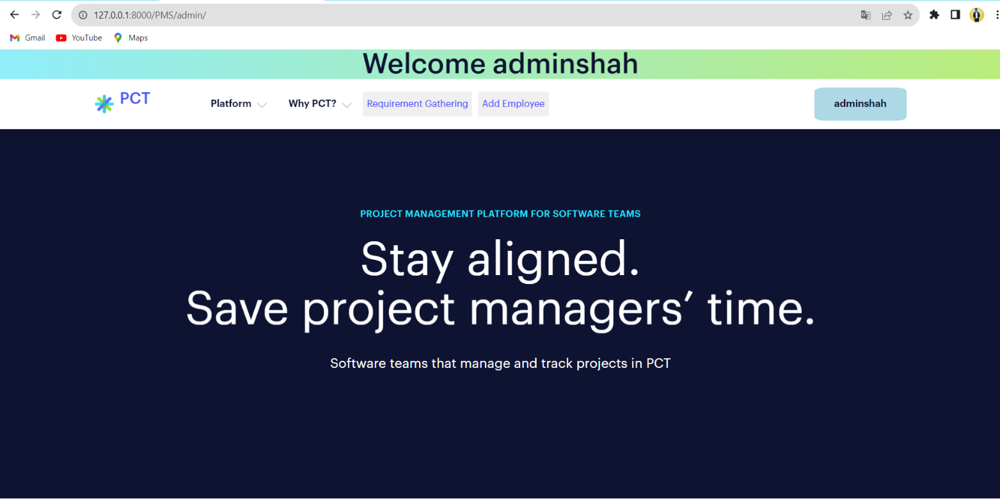 127.0.0.1:8000/PMS/admin/
Gmail YouTube Maps
Welcome adminshah
PCT Platform Why PCT? Requirement Gathering Add Employee adminshah
PROJECT MANAGEMENT PLATFORM FOR SOFTWARE TEAMS
Stay aligned.
Save project managers’ time.
Software teams that manage and track projects in PCT